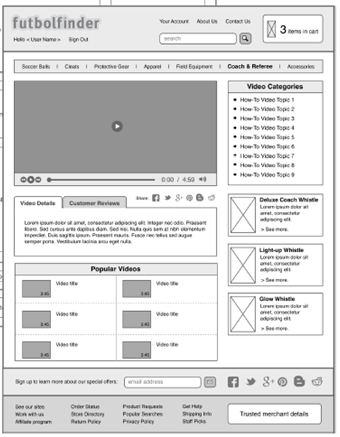 futbolfinder
Your Account About Us Contact Us
Hello < User Name > Sign Out
search
3 items in cart
Soccer Balls | Cleats | Protective Gear | Apparel | Field Equipment | Coach & Referee | Accessories
Video Categories
How-To Video Topic 1
How-To Video Topic 2
How-To Video Topic 3
How-To Video Topic 4
How-To Video Topic 5
How-To Video Topic 6
How-To Video Topic 7
How-To Video Topic 8
How-To Video Topic 9
0:00 / 4:59
Video Details Customer Reviews Share:
Lorem ipsum dolor sit amet, consectetur adipiscing elit. Integer nec odio. Praesent
libero. Sed cursus ante dapibus diam. Sed nisi. Nulla quis sem at nibh elementum
imperdiet. Duis sagittis ipsum. Praesent mauris. Fusce nec tellus sed augue
semper porta. Vestibulum lacinia arcu eget nulla.
Deluxe Coach Whistle
Lorem ipsum dolor sit
amet, consectetur
adipiscing elit.
> See more.
Light-up Whistle
Lorem ipsum dolor sit
amet, consectetur
adipiscing elit.
> See more.
Glow Whistle
Lorem ipsum dolor sit
amet, consectetur
adipiscing elit.
> See more.
Popular Videos
Video title Video title
3:45 3:45
Video title Video title
3:45 3:45
Video title Video title
3:45 3:45
Sign up to learn more about our special offers: email address
See our sites Order Status Product Requests Get Help
Work with us Store Directory Popular Searches Shipping Info
Affiliate program Return Policy Privacy Policy Staff Picks
Trusted merchant details